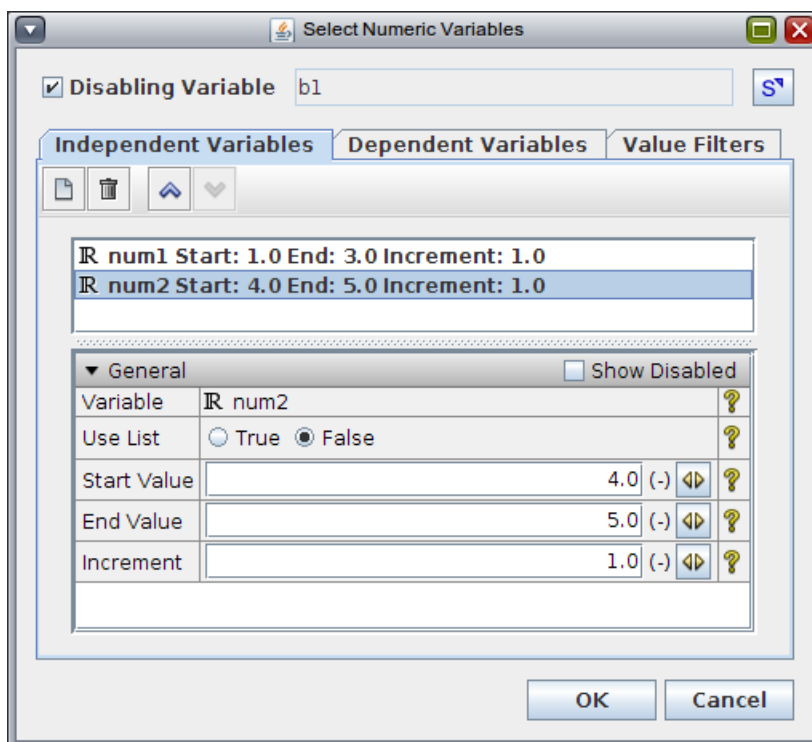 Select Numeric Variables
Disabling Variable b1 S
Independent Variables Dependent Variables Value Filters
ℝ num1 Start: 1.0 End: 3.0 Increment: 1.0
ℝ num2 Start: 4.0 End: 5.0 Increment: 1.0
General Show Disabled
Variable ℝ num2 ?
Use List True False ?
Start Value 4.0 (-) ?
End Value 5.0 (-) ?
Increment 1.0 (-) ?
OK Cancel